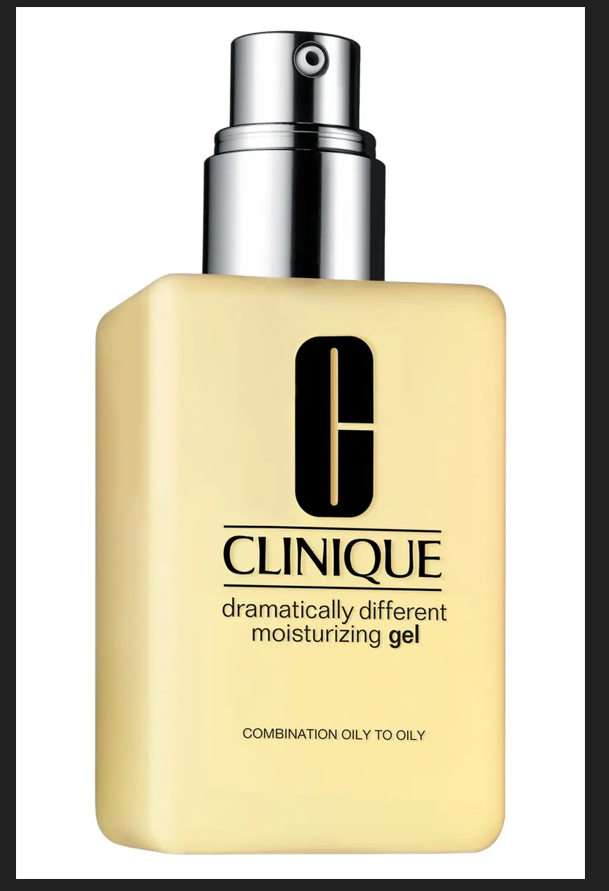 C
CLINIQUE
dramatically different
moisturizing gel
COMBINATION OILY TO OILY